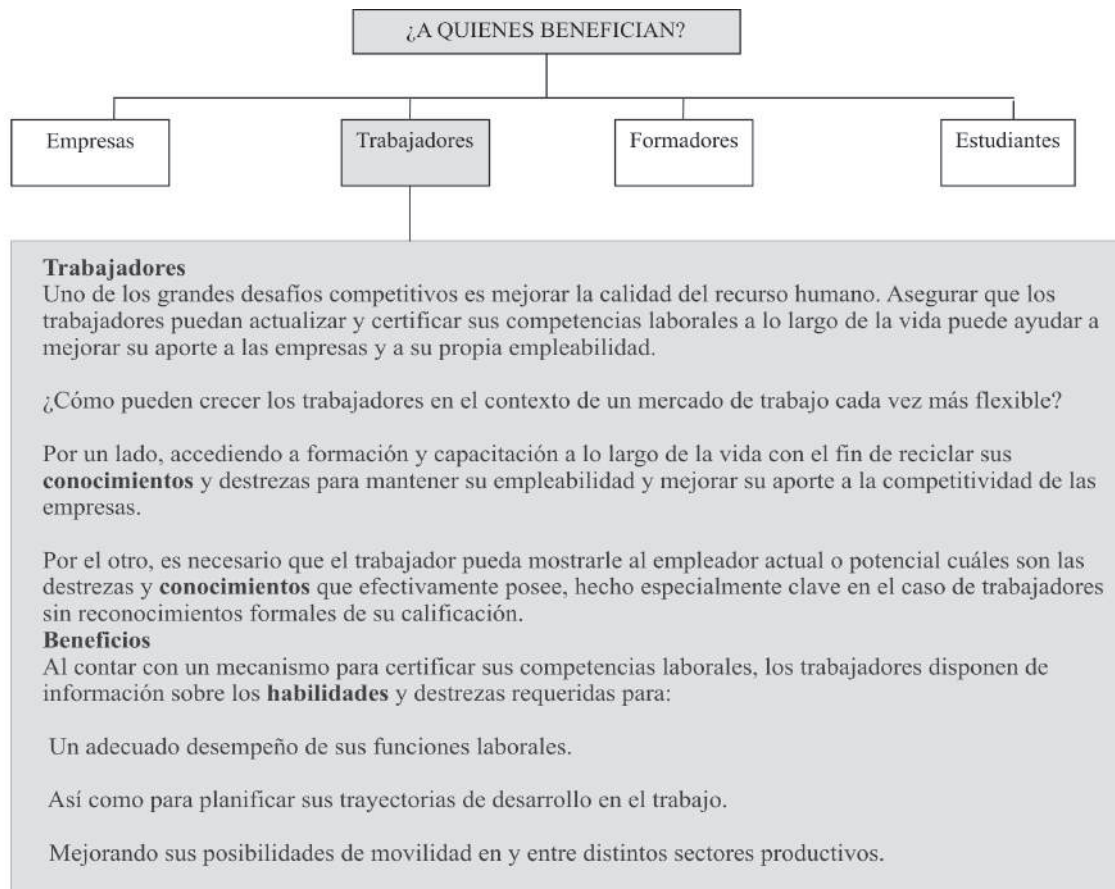 ¿A QUIENES BENEFICIAN?
Empresas
Trabajadores
Formadores
Estudiantes
Trabajadores
Uno de los grandes desafíos competitivos es mejorar la calidad del recurso humano. Asegurar que los
trabajadores puedan actualizar y certificar sus competencias laborales a lo largo de la vida puede ayudar a
mejorar su aporte a las empresas y a su propia empleabilidad.
¿Cómo pueden crecer los trabajadores en el contexto de un mercado de trabajo cada vez más flexible?
Por un lado, accediendo a formación y capacitación a lo largo de la vida con el fin de reciclar sus
conocimientos y destrezas para mantener su empleabilidad y mejorar su aporte a la competitividad de las
empresas.
Por el otro, es necesario que el trabajador pueda mostrarle al empleador actual o potencial cuáles son las
destrezas y conocimientos que efectivamente posee, hecho especialmente clave en el caso de trabajadores
sin reconocimientos formales de su calificación.
Beneficios
Al contar con un mecanismo para certificar sus competencias laborales, los trabajadores disponen de
información sobre los habilidades y destrezas requeridas para:
Un adecuado desempeño de sus funciones laborales.
Así como para planificar sus trayectorias de desarrollo en el trabajo.
Mejorando sus posibilidades de movilidad en y entre distintos sectores productivos.